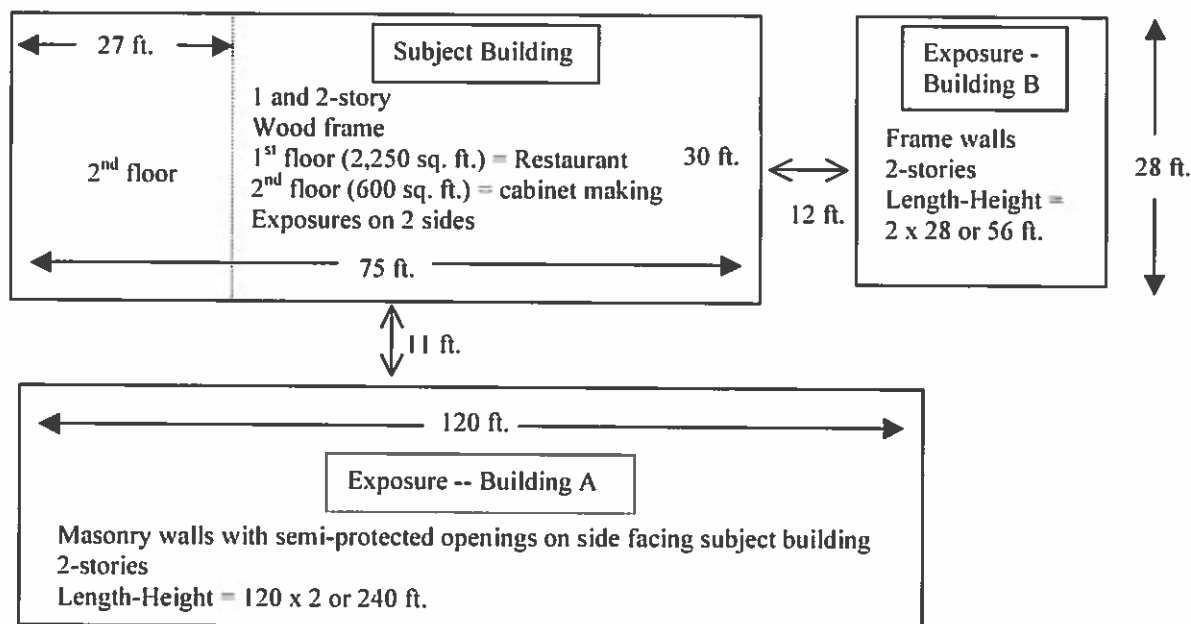 27 ft.
Subject Building
1 and 2-story
Wood frame
1st floor (2,250 sq. ft.) = Restaurant
2nd floor (600 sq. ft.) = cabinet making
Exposures on 2 sides
2nd floor
30 ft.
75 ft.
12 ft.
Exposure -
Building B
Frame walls
2-stories
Length-Height =
2 x 28 or 56 ft.
28 ft.
11 ft.
120 ft.
Exposure -- Building A
Masonry walls with semi-protected openings on side facing subject building
2-stories
Length-Height = 120 x 2 or 240 ft.